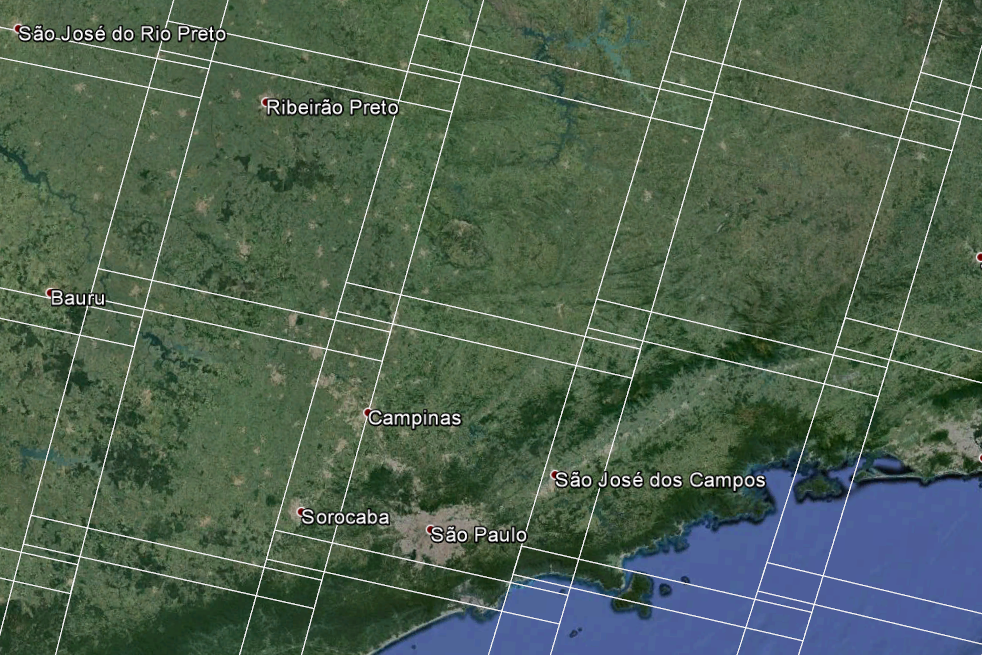 São José do Rio Preto
Ribeirão Preto
Bauru
Campinas
São José dos Campos
Sorocaba
São Paulo